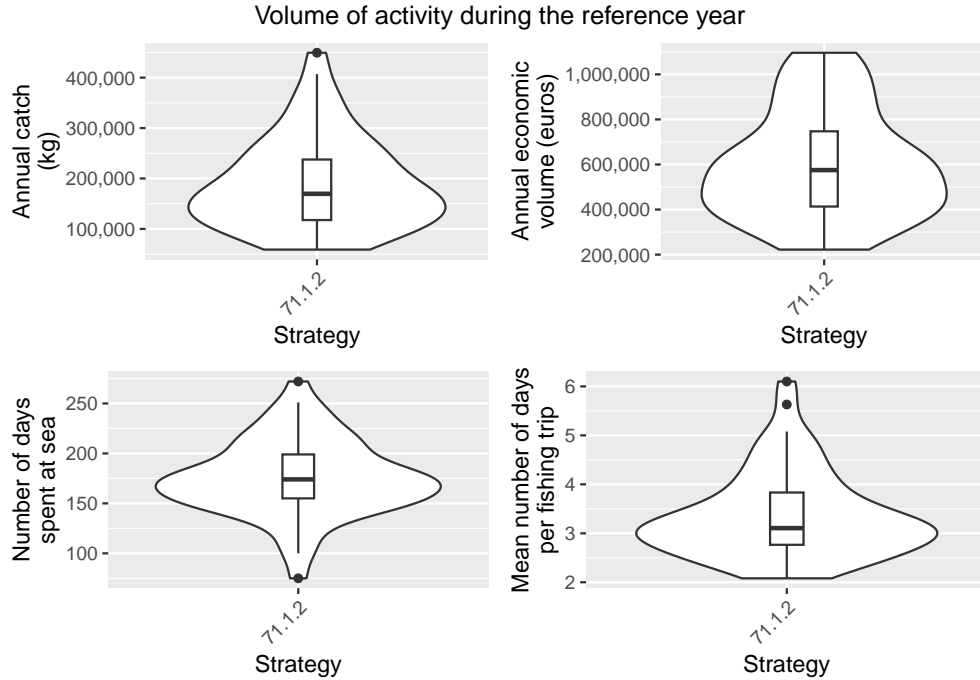 Volume of activity during the reference year
Annual catch
(kg)
400,000
300,000
200,000
100,000
71.1.2
Strategy
Annual economic
volume (euros)
1,000,000
800,000
600,000
400,000
200,000
71.1.2
Strategy
Number of days
spent at sea
250
200
150
100
71.1.2
Strategy
Mean number of days
per fishing trip
6
5
4
3
2
71.1.2
Strategy